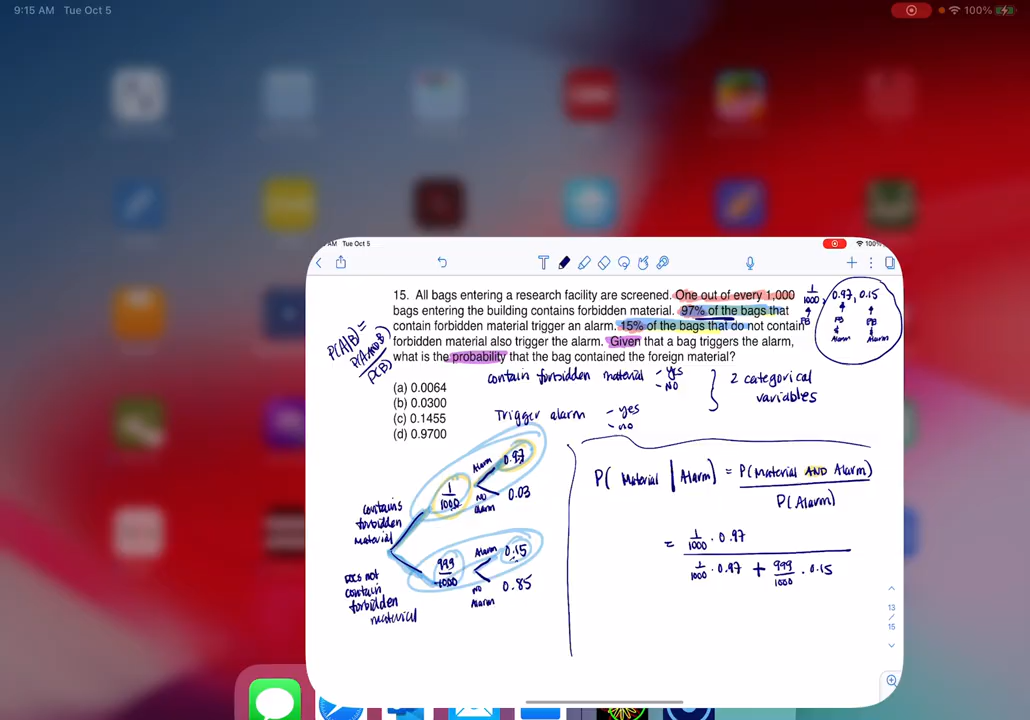 9:15 AM Tue Oct 5
100%
AM Tue Oct 5
100%
15. All bags entering a research facility are screened. One out of every 1,000
bags entering the building contains forbidden material. 97% of the bags that
contain forbidden material trigger an alarm. 15% of the bags that do not contain
forbidden material also trigger the alarm. Given that a bag triggers the alarm,
what is the probability that the bag contained the foreign material?
(a) 0.0064
(b) 0.0300
(c) 0.1455
(d) 0.9700
1/1000, 0.97, 0.15
Alarm Alarm
P(A|B) =
P(A AND B)
P(B)
contain forbidden material - yes
- NO
Trigger alarm - yes
- no
2 categorical
variables
contains
forbidden
material
1/1000
Alarm 0.97
NO alarm 0.03
Does not
contain
forbidden
material
999/1000
Alarm 0.15
NO Alarm 0.85
P( Material | Alarm) = P(Material AND Alarm)
P(Alarm)
= 1/1000 · 0.97
1/1000 · 0.97 + 999/1000 · 0.15
13
/
15